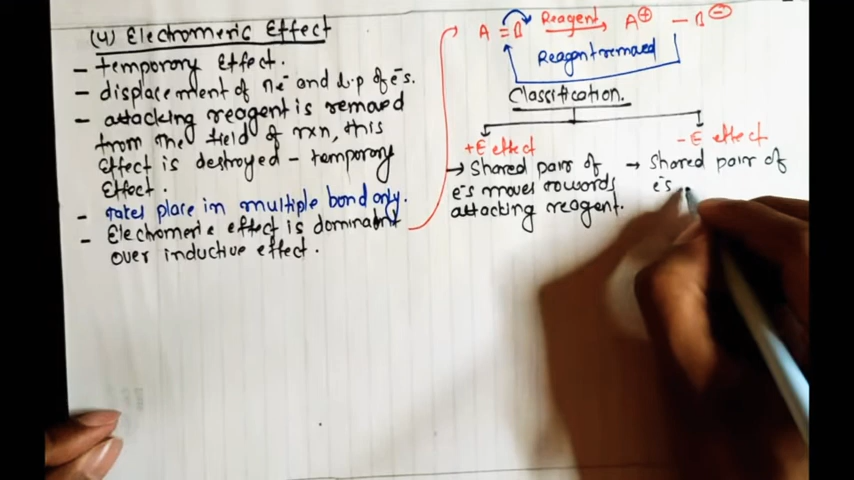 (4) Electromeric Effect
- temporary Effect.
- displacement of πe⁻ and l.p of e⁻s.
- attacking reagent is remaed
from the field of rxn, this
effect is destroyed - temporary
Effect.
- takes place in multiple bond only.
- Electromeric effect is dominant
over inductive effect.
A = B Reagent → A⊕ — B⊖
Reagent removed
Classification.
+E effect
→ Shared pair of
e⁻s moves towards
attacking reagent.
- E effect
→ Shared pair of
e⁻s